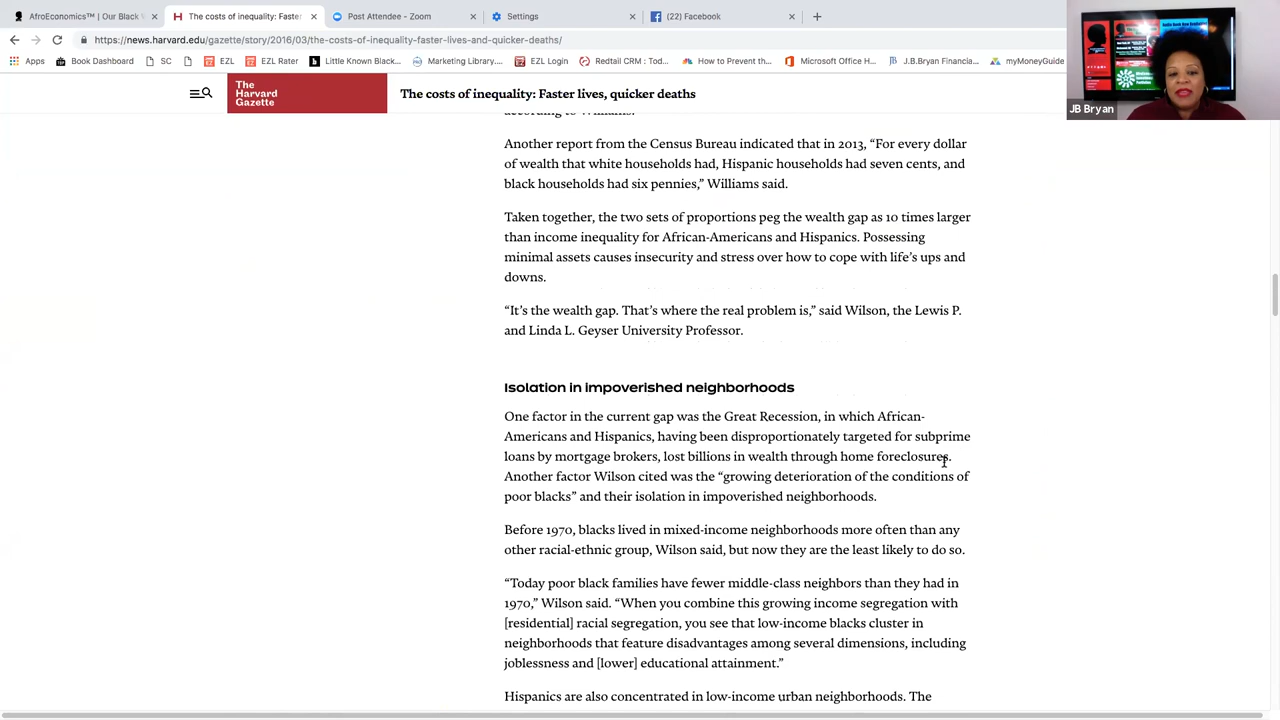 AfroEconomics™ | Our Black
The costs of inequality: Faster
Post Attendee - Zoom
Settings
(22) Facebook
https://news.harvard.edu/gazette/story/2016/03/the-costs-of-inequality-faster-lives-and-quicker-deaths/
Apps Book Dashboard SC EZL EZL Rater Little Known Black... Marketing Library.... EZL Login Redtail CRM : Tod... How to Prevent th... Microsoft Office H... J.B.Bryan Financia... myMoneyGuide
JB Bryan
The
Harvard
Gazette
The costs of inequality: Faster lives, quicker deaths
according to Williams.
Another report from the Census Bureau indicated that in 2013, “For every dollar
of wealth that white households had, Hispanic households had seven cents, and
black households had six pennies,” Williams said.
Taken together, the two sets of proportions peg the wealth gap as 10 times larger
than income inequality for African-Americans and Hispanics. Possessing
minimal assets causes insecurity and stress over how to cope with life’s ups and
downs.
“It’s the wealth gap. That’s where the real problem is,” said Wilson, the Lewis P.
and Linda L. Geyser University Professor.
Isolation in impoverished neighborhoods
One factor in the current gap was the Great Recession, in which African-
Americans and Hispanics, having been disproportionately targeted for subprime
loans by mortgage brokers, lost billions in wealth through home foreclosures.
Another factor Wilson cited was the “growing deterioration of the conditions of
poor blacks” and their isolation in impoverished neighborhoods.
Before 1970, blacks lived in mixed-income neighborhoods more often than any
other racial-ethnic group, Wilson said, but now they are the least likely to do so.
“Today poor black families have fewer middle-class neighbors than they had in
1970,” Wilson said. “When you combine this growing income segregation with
[residential] racial segregation, you see that low-income blacks cluster in
neighborhoods that feature disadvantages among several dimensions, including
joblessness and [lower] educational attainment.”
Hispanics are also concentrated in low-income urban neighborhoods. The